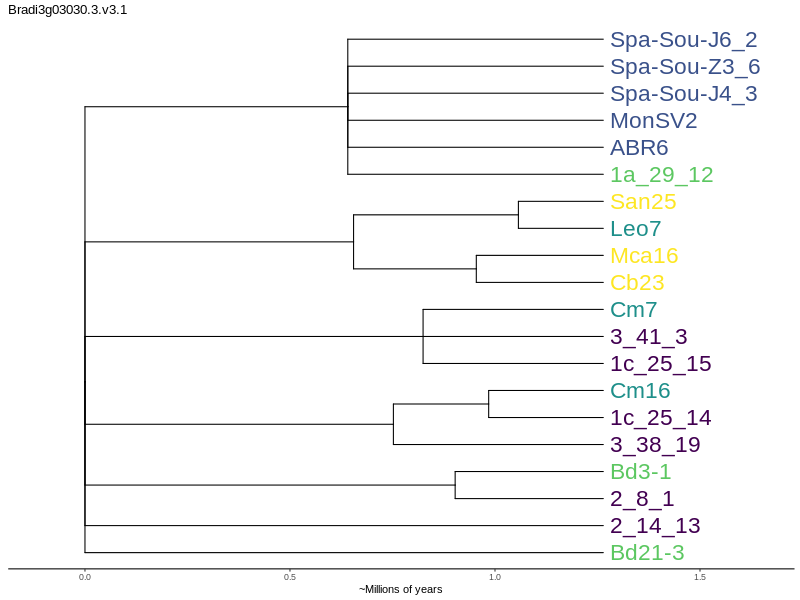 Bradi3g03030.3.v3.1
Spa-Sou-J6_2
Spa-Sou-Z3_6
Spa-Sou-J4_3
MonSV2
ABR6
1a_29_12
San25
Leo7
Mca16
Cb23
Cm7
3_41_3
1c_25_15
Cm16
1c_25_14
3_38_19
Bd3-1
2_8_1
2_14_13
Bd21-3
0.0 0.5 1.0 1.5
~Millions of years